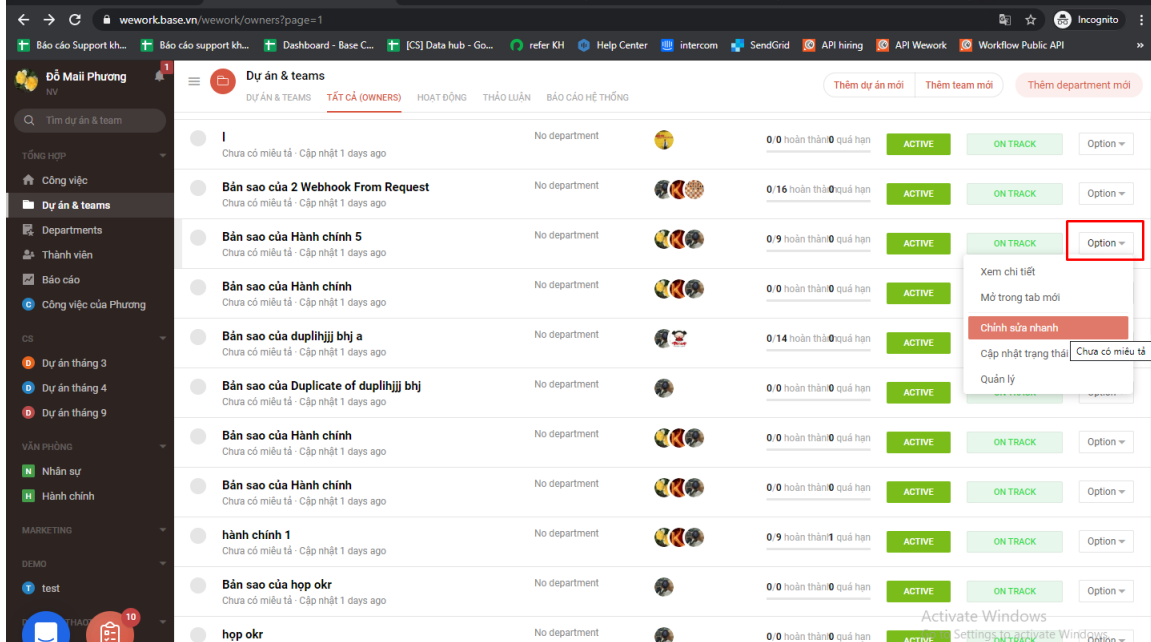 wework.base.vn/wework/owners?page=1
Incognito
Báo cáo Support kh...
Báo cáo support kh...
Dashboard - Base C...
[CS] Data hub - Go...
refer KH
Help Center
intercom
SendGrid
API hiring
API Wework
Workflow Public API
»
Đỗ Maii Phương
NV
1
Tìm dự án & team
TỔNG HỢP
Công việc
Dự án & teams
Departments
Thành viên
Báo cáo
C Công việc của Phương
CS
D Dự án tháng 3
D Dự án tháng 4
D Dự án tháng 9
VĂN PHÒNG
N Nhân sự
H Hành chính
MARKETING
DEMO
T test
10
Dự án & teams
DỰ ÁN & TEAMS TẤT CẢ (OWNERS) HOẠT ĐỘNG THẢO LUẬN BÁO CÁO HỆ THỐNG
Thêm dự án mới Thêm team mới Thêm department mới
l
Chưa có miêu tả · Cập nhật 1 days ago
No department
0/0 hoàn thành 0 quá hạn
ACTIVE ON TRACK Option
Bản sao của 2 Webhook From Request
Chưa có miêu tả · Cập nhật 1 days ago
No department
0/16 hoàn thàn 0 quá hạn
ACTIVE ON TRACK Option
Bản sao của Hành chính 5
Chưa có miêu tả · Cập nhật 1 days ago
No department
0/9 hoàn thành 0 quá hạn
ACTIVE ON TRACK Option
Xem chi tiết
Mở trong tab mới
Chỉnh sửa nhanh
Cập nhật trạng thái
Chưa có miêu tả
Quản lý
Bản sao của Hành chính
Chưa có miêu tả · Cập nhật 1 days ago
No department
0/0 hoàn thành 0 quá hạn
ACTIVE
Bản sao của duplihjjj bhj a
Chưa có miêu tả · Cập nhật 1 days ago
No department
0/14 hoàn thàn 0 quá hạn
ACTIVE
Bản sao của Duplicate of duplihjjj bhj
Chưa có miêu tả · Cập nhật 1 days ago
No department
0/0 hoàn thành 0 quá hạn
ACTIVE ON TRACK Option
Bản sao của Hành chính
Chưa có miêu tả · Cập nhật 1 days ago
No department
0/0 hoàn thành 0 quá hạn
ACTIVE ON TRACK Option
Bản sao của Hành chính
Chưa có miêu tả · Cập nhật 1 days ago
No department
0/0 hoàn thành 0 quá hạn
ACTIVE ON TRACK Option
hành chính 1
Chưa có miêu tả · Cập nhật 1 days ago
No department
0/9 hoàn thành 1 quá hạn
ACTIVE ON TRACK Option
Bản sao của họp okr
Chưa có miêu tả · Cập nhật 1 days ago
No department
0/0 hoàn thành 0 quá hạn
ACTIVE ON TRACK Option
họp okr
No department
0/0 hoàn thành 0 quá hạn
ACTIVE ON TRACK Option
Activate Windows
Settings to activate Windows.